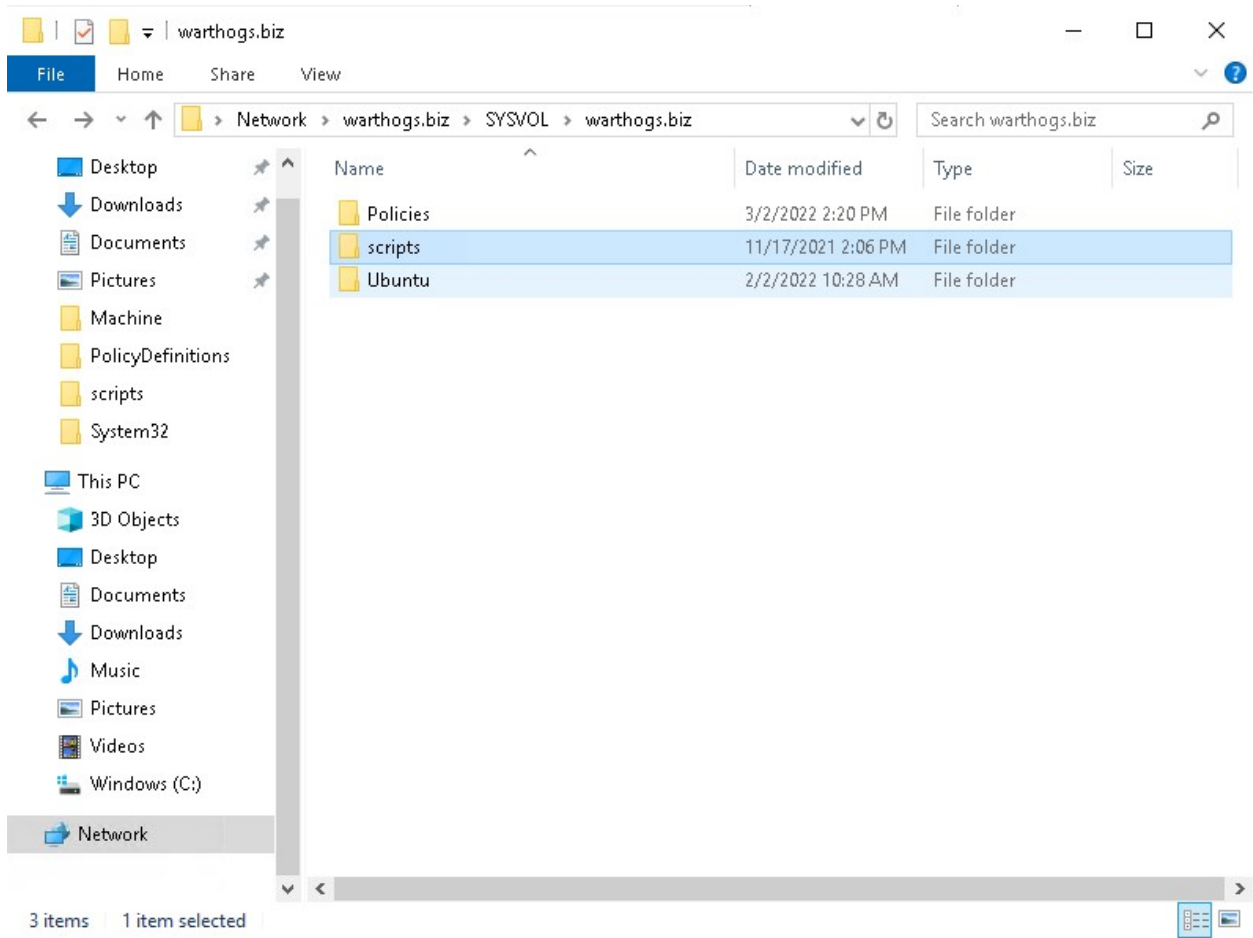 warthogs.biz
File Home Share View
Network > warthogs.biz > SYSVOL > warthogs.biz Search warthogs.biz
Name Date modified Type Size
Desktop
Downloads
Documents
Pictures
Machine
PolicyDefinitions
scripts
System32
This PC
3D Objects
Desktop
Documents
Downloads
Music
Pictures
Videos
Windows (C:)
Network
Policies 3/2/2022 2:20 PM File folder
scripts 11/17/2021 2:06 PM File folder
Ubuntu 2/2/2022 10:28 AM File folder
3 items 1 item selected